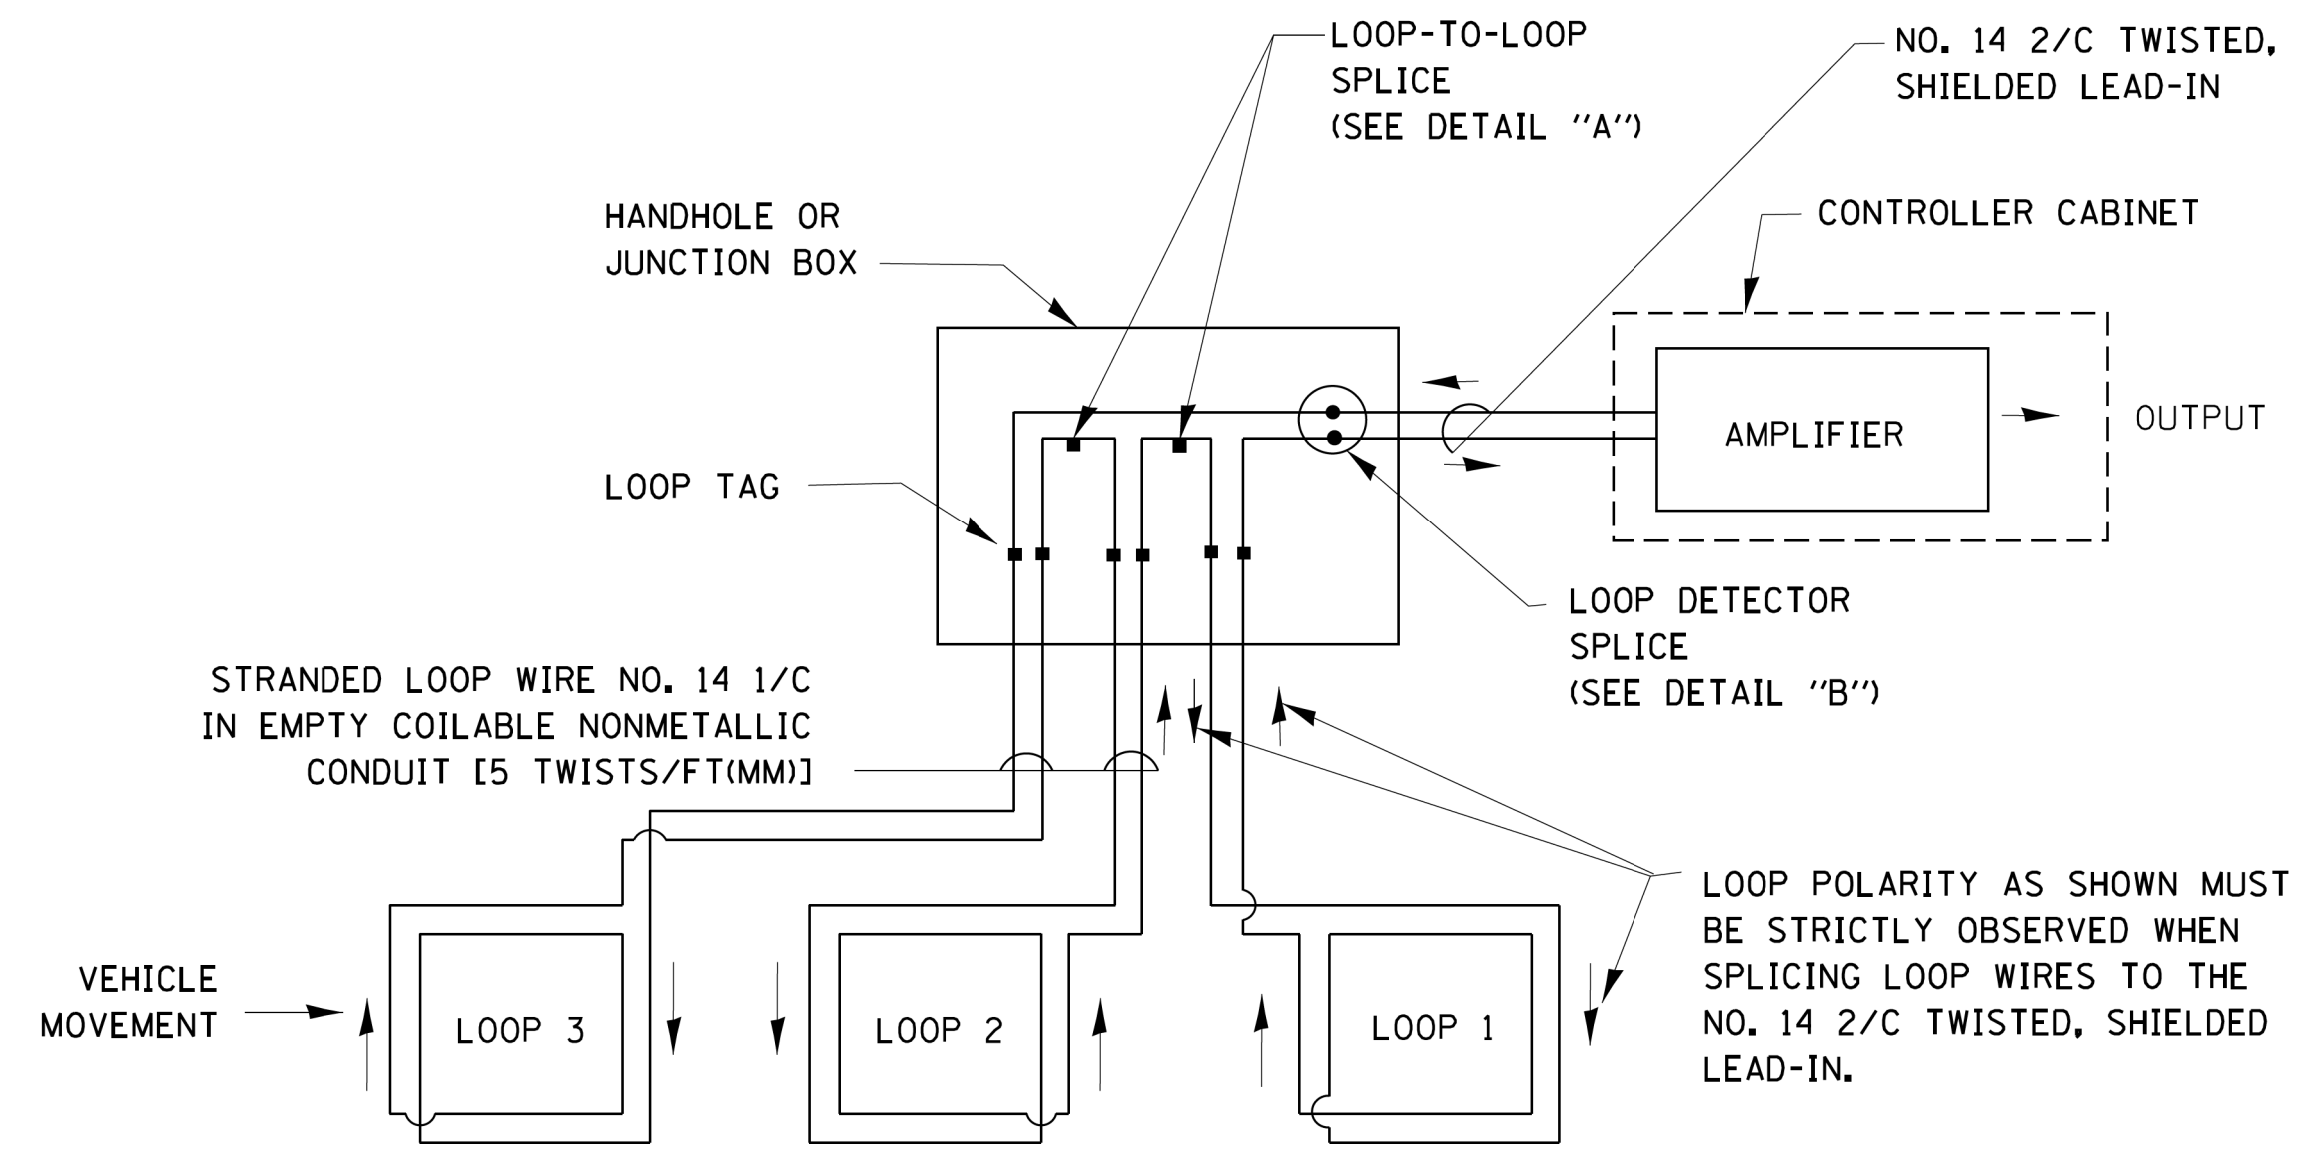 LOOP-TO-LOOP
SPLICE
(SEE DETAIL "A")
NO. 14 2/C TWISTED,
SHIELDED LEAD-IN
HANDHOLE OR
JUNCTION BOX
CONTROLLER CABINET
AMPLIFIER
OUTPUT
LOOP TAG
LOOP DETECTOR
SPLICE
(SEE DETAIL "B")
STRANDED LOOP WIRE NO. 14 1/C
IN EMPTY COILABLE NONMETALLIC
CONDUIT [5 TWISTS/FT(MM)]
LOOP POLARITY AS SHOWN MUST
BE STRICTLY OBSERVED WHEN
SPLICING LOOP WIRES TO THE
NO. 14 2/C TWISTED, SHIELDED
LEAD-IN.
VEHICLE
MOVEMENT
LOOP 3
LOOP 2
LOOP 1